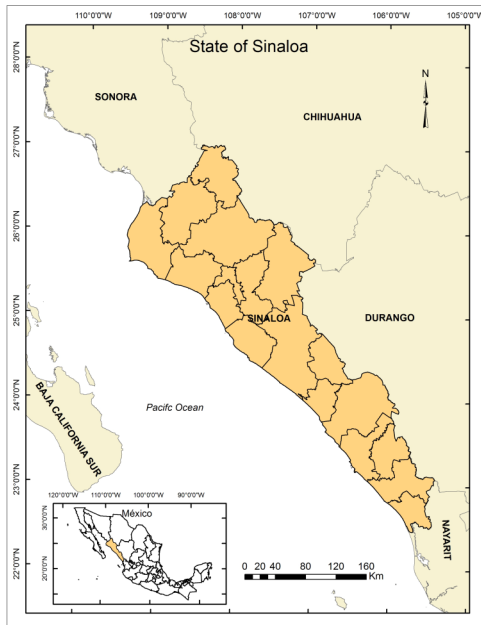 110°0'0"W 109°0'0"W 108°0'0"W 107°0'0"W 106°0'0"W 105°0'0"W
State of Sinaloa
28°0'0"N
N
SONORA
CHIHUAHUA
27°0'0"N
26°0'0"N
25°0'0"N
SINALOA
DURANGO
24°0'0"N
BAJA CALIFORNIA SUR
Pacifc Ocean
23°0'0"N
120°0'0"W 110°0'0"W 100°0'0"W 90°0'0"W
México
30°0'0"N
20°0'0"N
NAYARIT
22°0'0"N
0 20 40 80 120 160
Km